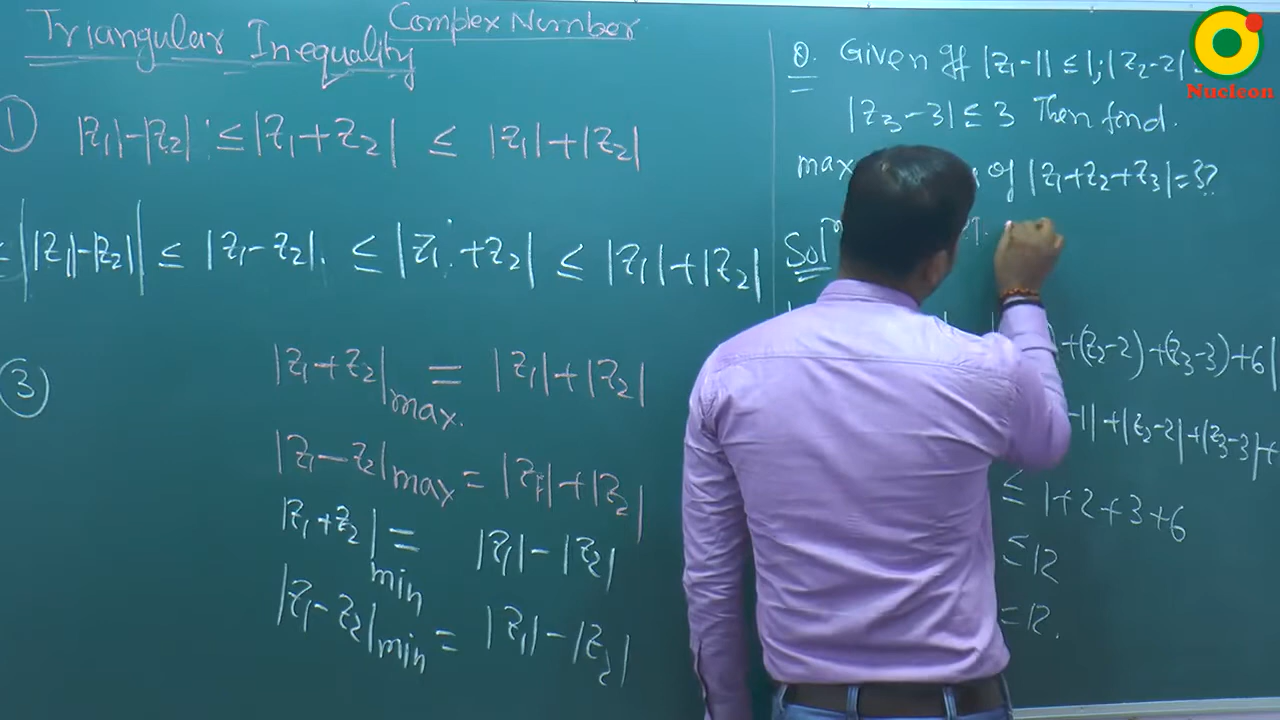 Complex Number
Triangular Inequality
① |z₁|-|z₂| ≤ |z₁+z₂| ≤ |z₁|+|z₂|
||z₁|-|z₂|| ≤ |z₁-z₂| ≤ |z₁+z₂| ≤ |z₁|+|z₂|
③ |z₁+z₂|max. = |z₁|+|z₂|
|z₁-z₂|max = |z₁|+|z₂|
|z₁+z₂|min = |z₁|-|z₂|
|z₁-z₂|min = |z₁|-|z₂|
Q. Given If |z₁-1| ≤ 1; |z₂-2|
|z₃-3| ≤ 3 Then find.
max of |z₁+z₂+z₃| = ??
Solⁿ
+(z₂-2)+(z₃-3)+6|
-1|+|z₂-2|+|z₃-3|+
≤ 1+2+3+6
≤ 12
= 12.
Nucleon